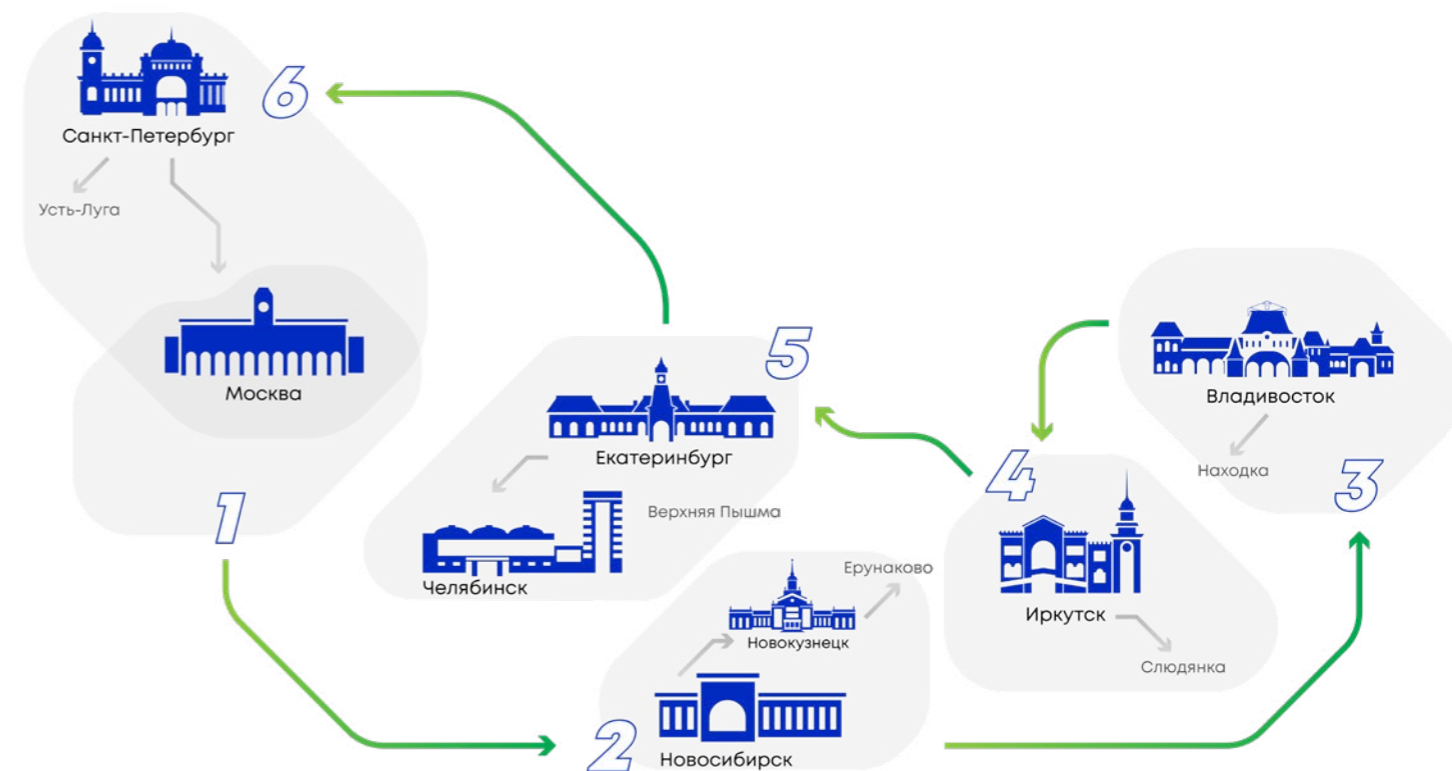 6
Санкт-Петербург
Усть-Луга
Москва
1
5
Екатеринбург
Верхняя Пышма
Челябинск
Ерунаково
Новокузнецк
2
Новосибирск
4
Иркутск
Слюдянка
Владивосток
Находка
3